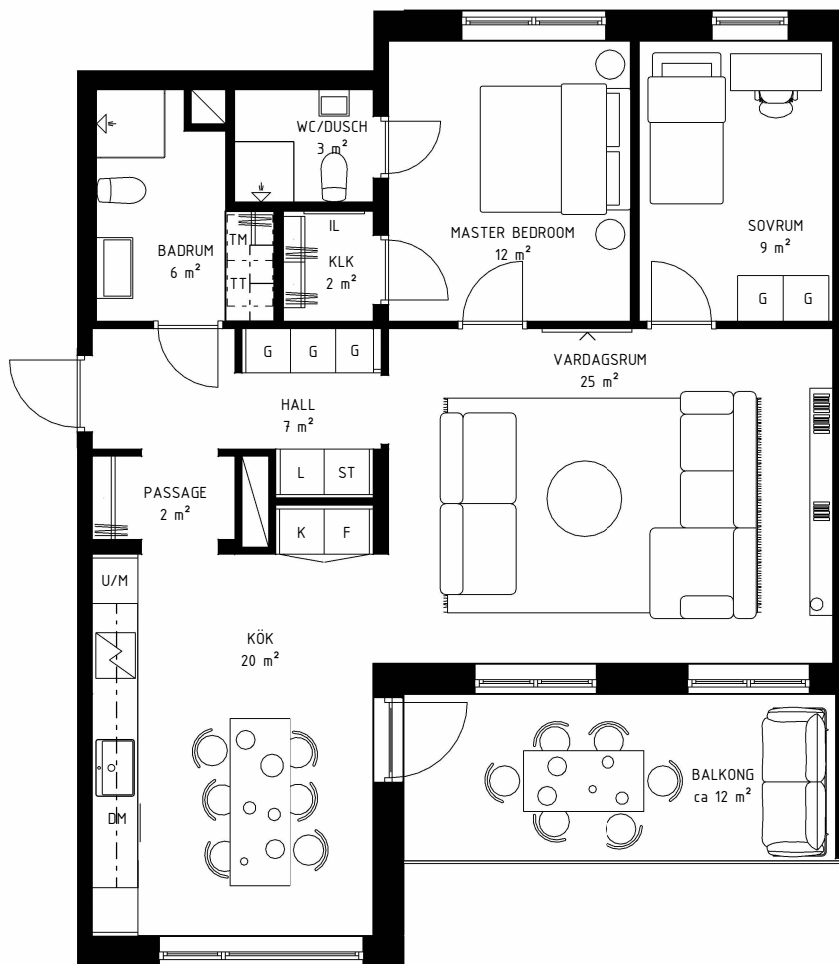 WC/DUSCH
3 m²
MASTER BEDROOM
12 m²
SOVRUM
9 m²
G G
BADRUM
6 m²
TM
TT
IL
KLK
2 m²
G G G
HALL
7 m²
VARDAGSRUM
25 m²
L ST
PASSAGE
2 m²
K F
U/M
KÖK
20 m²
DM
BALKONG
ca 12 m²